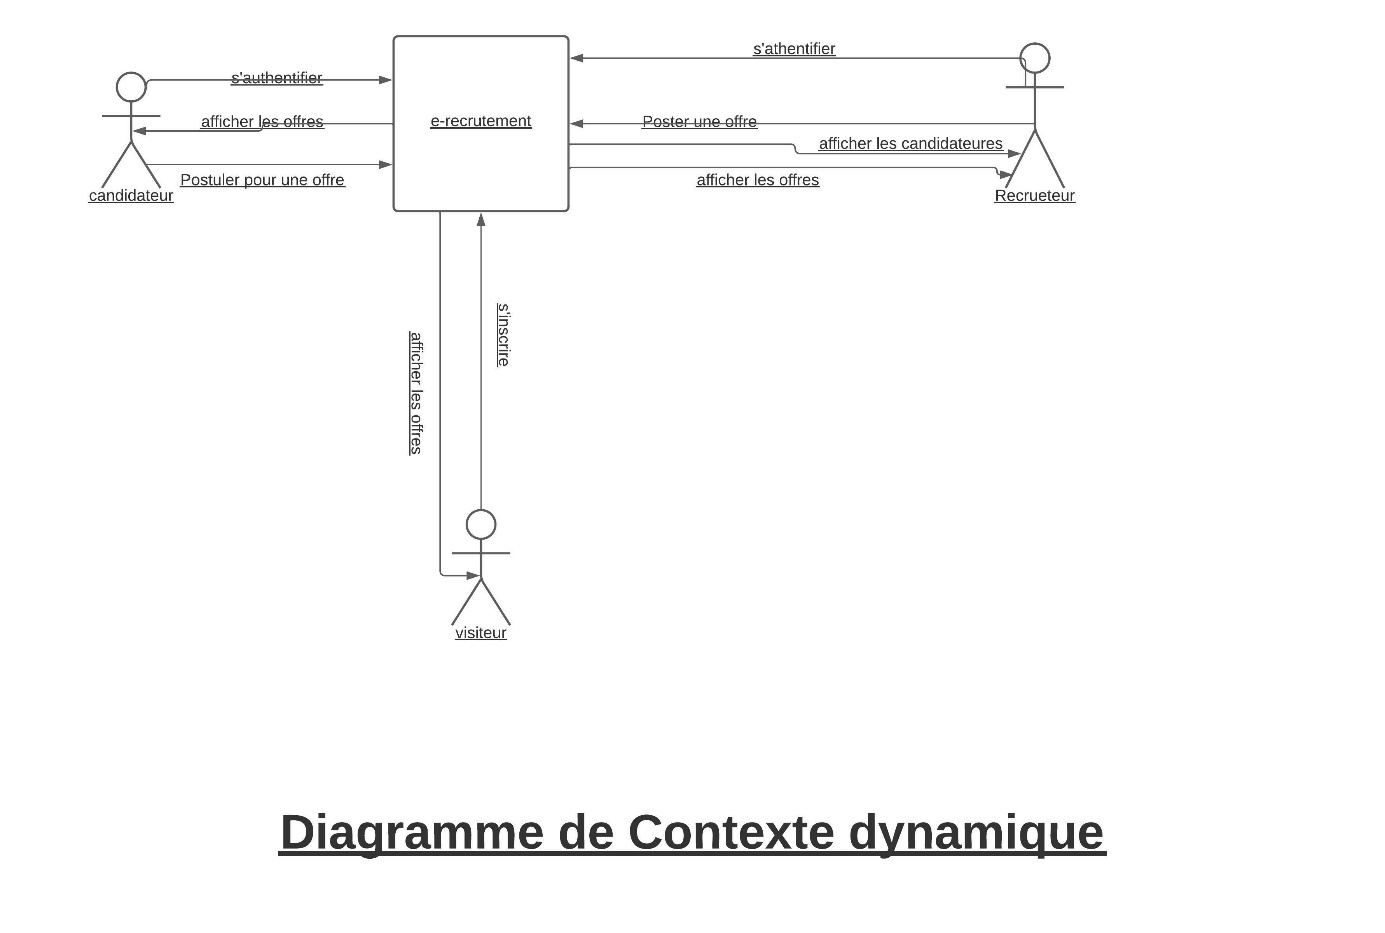 s'athentifier
s'authentifier
afficher les offres
e-recrutement
Poster une offre
afficher les candidateures
Postuler pour une offre
afficher les offres
candidateur
Recrueteur
s'inscrire
afficher les offres
visiteur
Diagramme de Contexte dynamique